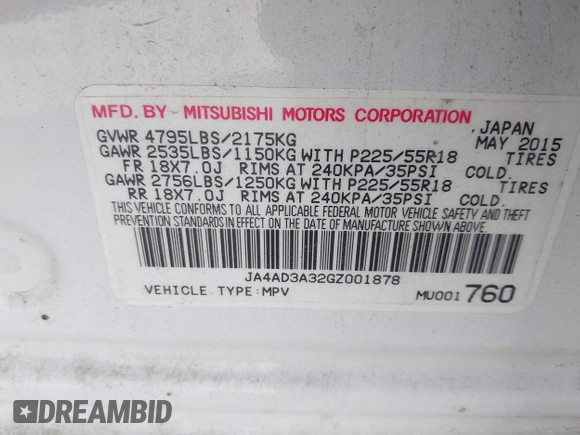 MFD. BY MITSUBISHI MOTORS CORPORATION
JAPAN
GVWR 4795LBS/2175KG MAY 2015
GAWR 2535LBS/1150KG WITH P225/55R18 TIRES
FR 18X7.0J RIMS AT 240KPA/35PSI COLD.
GAWR 2756LBS/1250KG WITH P225/55R18 TIRES
RR 18X7.0J RIMS AT 240KPA/35PSI COLD.
THIS VEHICLE CONFORMS TO ALL APPLICABLE FEDERAL MOTOR VEHICLE SAFETY AND THEFT
PREVENTION STANDARDS IN EFFECT ON THE DATE OF MANUFACTURE SHOWN ABOVE.
JA4AD3A32GZ001878
VEHICLE TYPE:MPV MU001760
DREAMBID